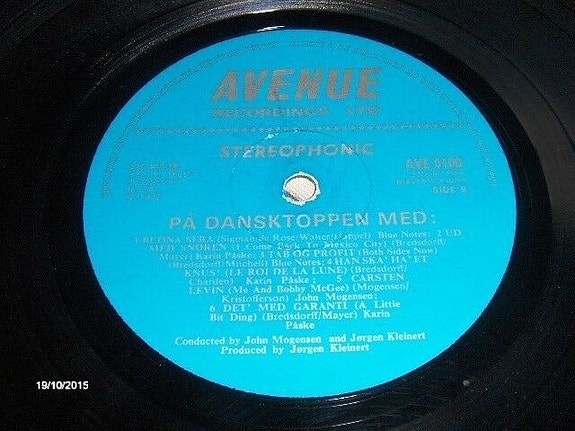 AVENUE
RECORDINGS LTD
STEREOPHONIC
AVE 0100
SIDE
PÅ DANSKTOPPEN MED:
BUONA SERA (Signan/de Rose/Walter/Hampel) Blue Notes; 2 UD
MED SNOREN (I Come Back To Mexico City) (Bredsdorff/
Mayer) Karin Påske; 3 TAB OG PROFIT (Both Sides Now)
(Bredsdorff/Mitchell) Blue Notes; 4 HAN SKA' HA' ET
KNUS! (LE ROI DE LA LUNE) (Bredsdorff/
Charden) Karin Påske; 5 CARSTEN
LEVIN (Me And Bobby McGee) (Mogensen/
Kristofferson) John Mogensen;
6 DET' MED GARANTI (A Little
Bit Ding) (Bredsdorff/Mayer) Karin
Påske
Conducted by John Mogensen and Jørgen Kleinert
Produced by Jørgen Kleinert
19/10/2015